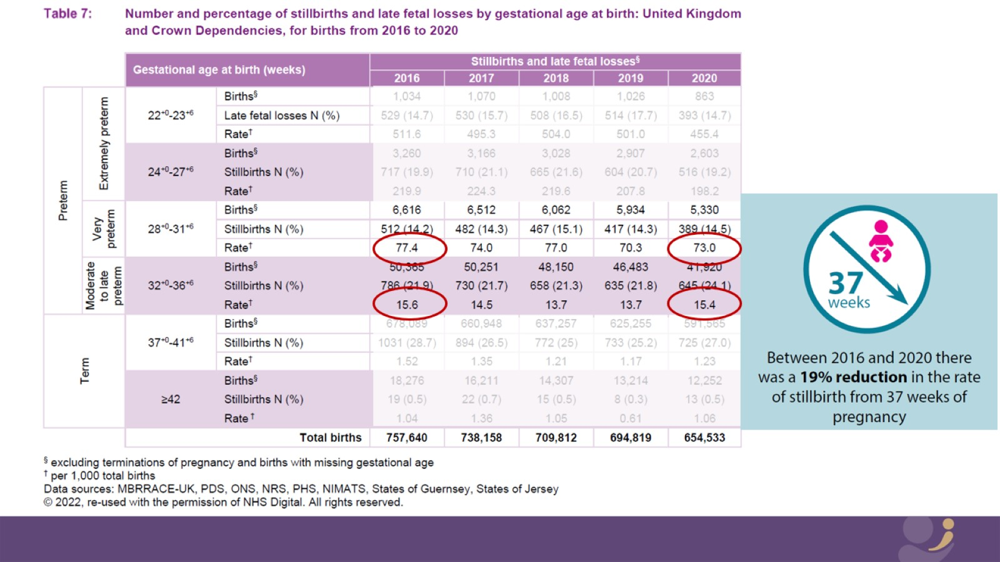 Table 7: Number and percentage of stillbirths and late fetal losses by gestational age at birth: United Kingdom
and Crown Dependencies, for births from 2016 to 2020
Gestational age at birth (weeks) Stillbirths and late fetal losses§
2016 2017 2018 2019 2020
Preterm
Extremely preterm
22+0-23+6
Births§ 1,034 1,070 1,008 1,026 863
Late fetal losses N (%) 529 (14.7) 530 (15.7) 508 (16.5) 514 (17.7) 393 (14.7)
Rate† 511.6 495.3 504.0 501.0 455.4
24+0-27+6
Births§ 3,260 3,166 3,028 2,907 2,603
Stillbirths N (%) 717 (19.9) 710 (21.1) 665 (21.6) 604 (20.7) 516 (19.2)
Rate† 219.9 224.3 219.6 207.8 198.2
Very
preterm
28+0-31+6
Births§ 6,616 6,512 6,062 5,934 5,330
Stillbirths N (%) 512 (14.2) 482 (14.3) 467 (15.1) 417 (14.3) 389 (14.5)
Rate† 77.4 74.0 77.0 70.3 73.0
Moderate
to late
preterm
32+0-36+6
Births§ 50,365 50,251 48,150 46,483 41,920
Stillbirths N (%) 786 (21.9) 730 (21.7) 658 (21.3) 635 (21.8) 645 (24.1)
Rate† 15.6 14.5 13.7 13.7 15.4
Term
37+0-41+6
Births§ 678,089 660,948 637,257 625,255 591,565
Stillbirths N (%) 1031 (28.7) 894 (26.5) 772 (25) 733 (25.2) 725 (27.0)
Rate† 1.52 1.35 1.21 1.17 1.23
≥42
Births§ 18,276 16,211 14,307 13,214 12,252
Stillbirths N (%) 19 (0.5) 22 (0.7) 15 (0.5) 8 (0.3) 13 (0.5)
Rate † 1.04 1.36 1.05 0.61 1.06
Total births 757,640 738,158 709,812 694,819 654,533
§ excluding terminations of pregnancy and births with missing gestational age
† per 1,000 total births
Data sources: MBRRACE-UK, PDS, ONS, NRS, PHS, NIMATS, States of Guernsey, States of Jersey
© 2022, re-used with the permission of NHS Digital. All rights reserved.
37
weeks
Between 2016 and 2020 there
was a 19% reduction in the rate
of stillbirth from 37 weeks of
pregnancy